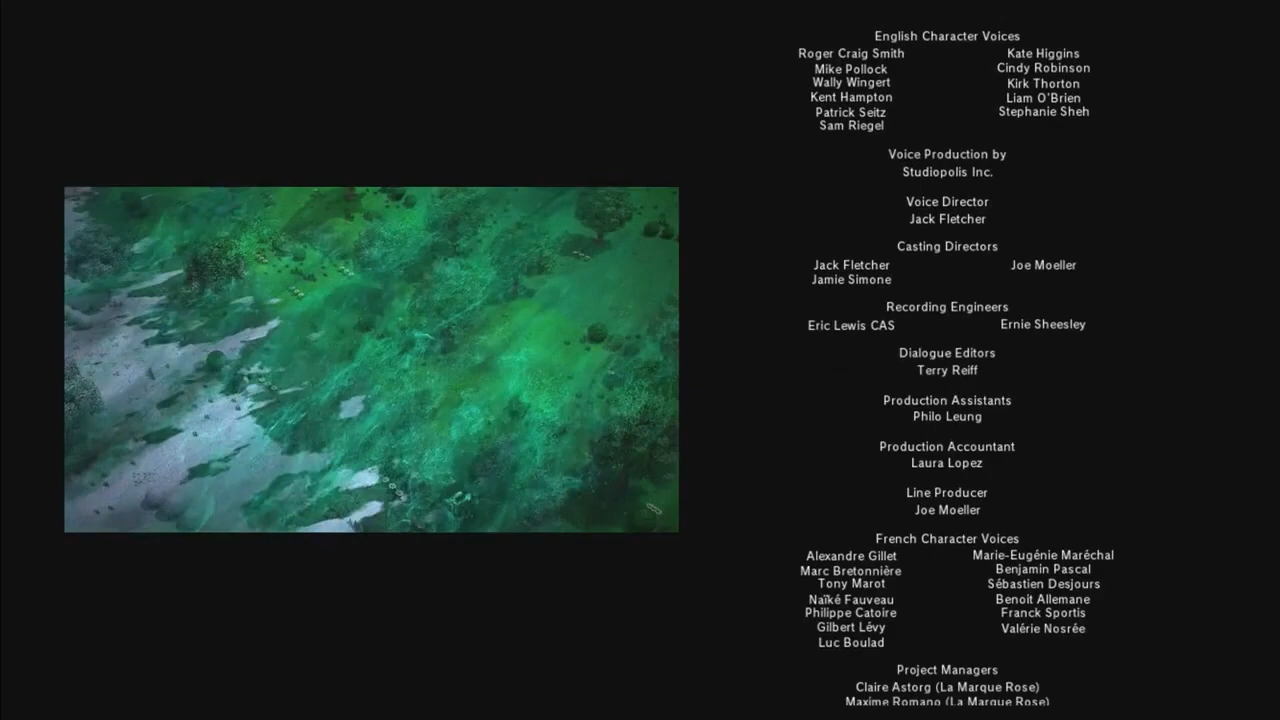 English Character Voices
Roger Craig Smith Kate Higgins
Mike Pollock Cindy Robinson
Wally Wingert Kirk Thorton
Kent Hampton Liam O'Brien
Patrick Seitz Stephanie Sheh
Sam Riegel
Voice Production by
Studiopolis Inc.
Voice Director
Jack Fletcher
Casting Directors
Jack Fletcher Joe Moeller
Jamie Simone
Recording Engineers
Eric Lewis CAS Ernie Sheesley
Dialogue Editors
Terry Reiff
Production Assistants
Philo Leung
Production Accountant
Laura Lopez
Line Producer
Joe Moeller
French Character Voices
Alexandre Gillet Marie-Eugénie Maréchal
Marc Bretonnière Benjamin Pascal
Tony Marot Sébastien Desjours
Naïké Fauveau Benoit Allemane
Philippe Catoire Franck Sportis
Gilbert Lévy Valérie Nosrée
Luc Boulad
Project Managers
Claire Astorg (La Marque Rose)
Maxime Romano (La Marque Rose)